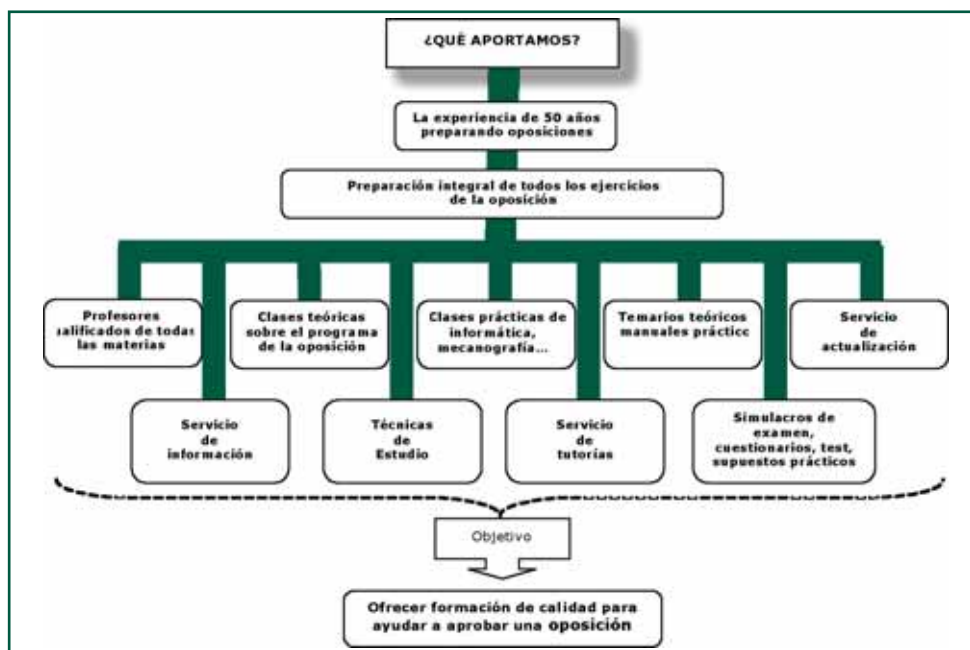 ¿QUÉ APORTAMOS?
La experiencia de 50 años
preparando oposiciones
Preparación integral de todos los ejercicios
de la oposición
Profesores
ualificados de todas
las materias
Clases teóricas
sobre el programa
de la oposición
Clases prácticas de
informática,
mecanografía...
Temarios teóricos
manuales práctico
Servicio
de
actualización
Servicio
de
información
Técnicas
de
Estudio
Servicio
de
tutorías
Simulacros de
examen,
cuestionarios, test,
supuestos prácticos
Objetivo
Ofrecer formación de calidad para
ayudar a aprobar una oposición